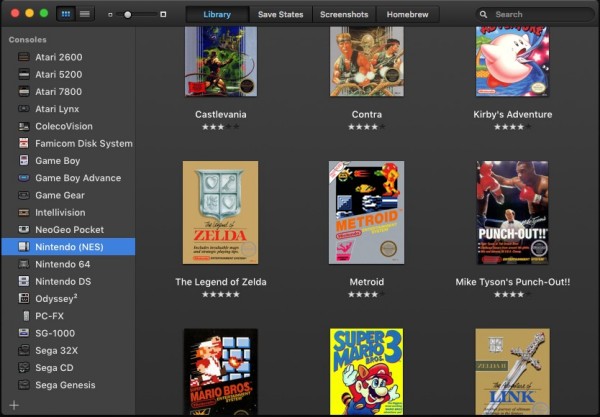 Library
Save States
Screenshots
Homebrew
Search
Consoles
Atari 2600
Atari 5200
Atari 7800
Atari Lynx
ColecoVision
Famicom Disk System
Game Boy
Game Boy Advance
Game Gear
Intellivision
NeoGeo Pocket
Nintendo (NES)
Nintendo 64
Nintendo DS
Odyssey²
PC-FX
SG-1000
Sega 32X
Sega CD
Sega Genesis
Castlevania
★★★★★
Contra
★★★★★
ADVENTURE
Kirby's Adventure
★★★★★
The Legend of
ZELDA
The Legend of Zelda
★★★★★
METROID
Nintendo
Metroid
★★★★★
PUNCH-OUT!!
Mike Tyson's Punch-Out!!
★★★★★
MARIO BROS.
SUPER
MARIO
BROS.
3
ZELDA II
The Adventure of
LINK